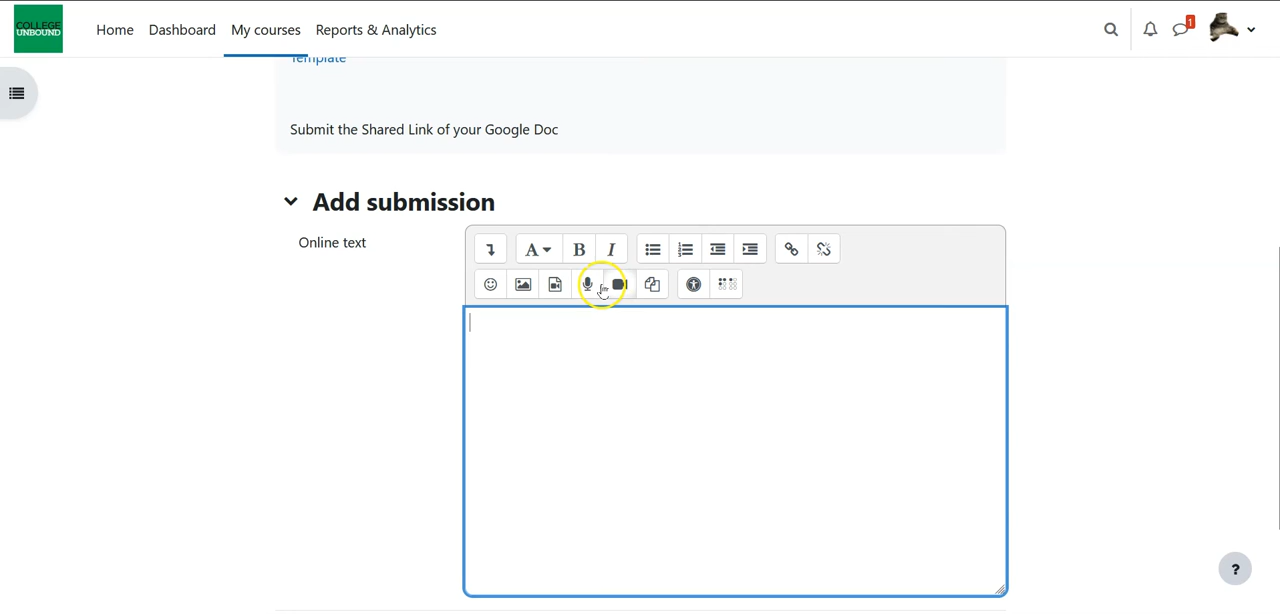 COLLEGE
UNBOUND
Home Dashboard My courses Reports & Analytics
1
Template
Submit the Shared Link of your Google Doc
Add submission
Online text
A B I
?